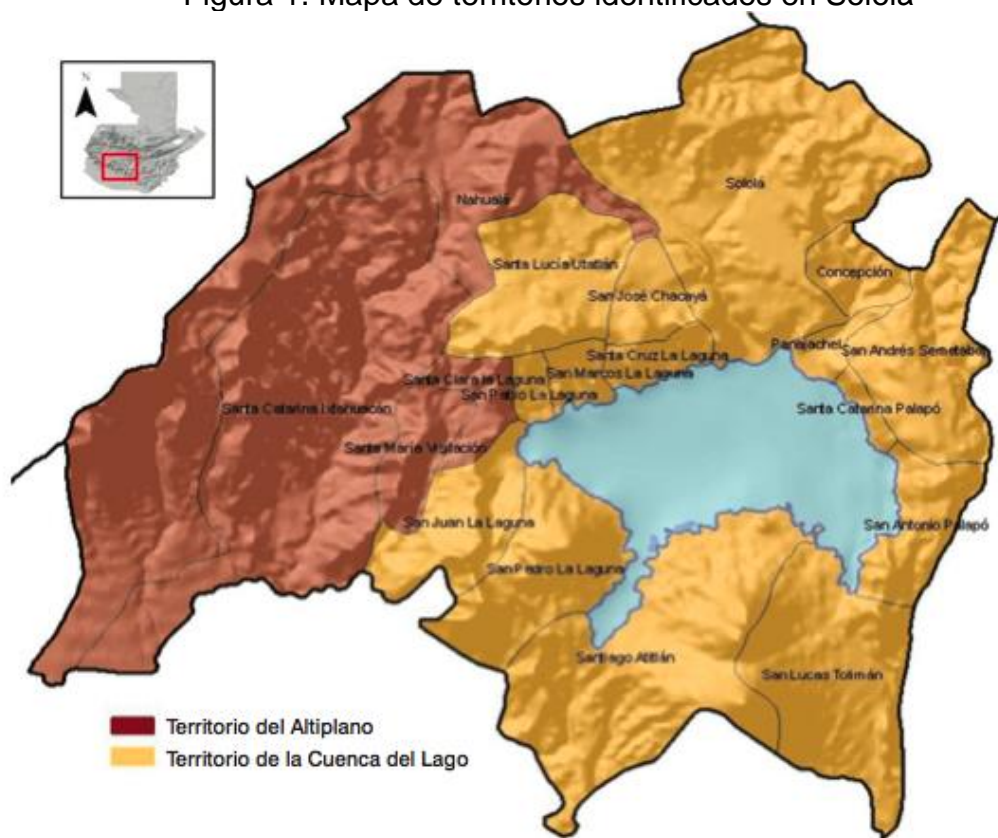 Figura 1: Mapa de territorios identificados en Sololá
N
Nahualá
Sololá
Santa Lucía Utatlán
Concepción
San José Chacayá
Panajachel
San Andrés Semetabaj
Santa Cruz La Laguna
San Marcos La Laguna
Santa Clara la Laguna
San Pablo La Laguna
Santa Catarina Ixtahuacán
Santa Catarina Palopó
Santa María Visitación
San Juan La Laguna
San Antonio Palopó
San Pedro La Laguna
Santiago Atitlán
San Lucas Tolimán
Territorio del Altiplano
Territorio de la Cuenca del Lago